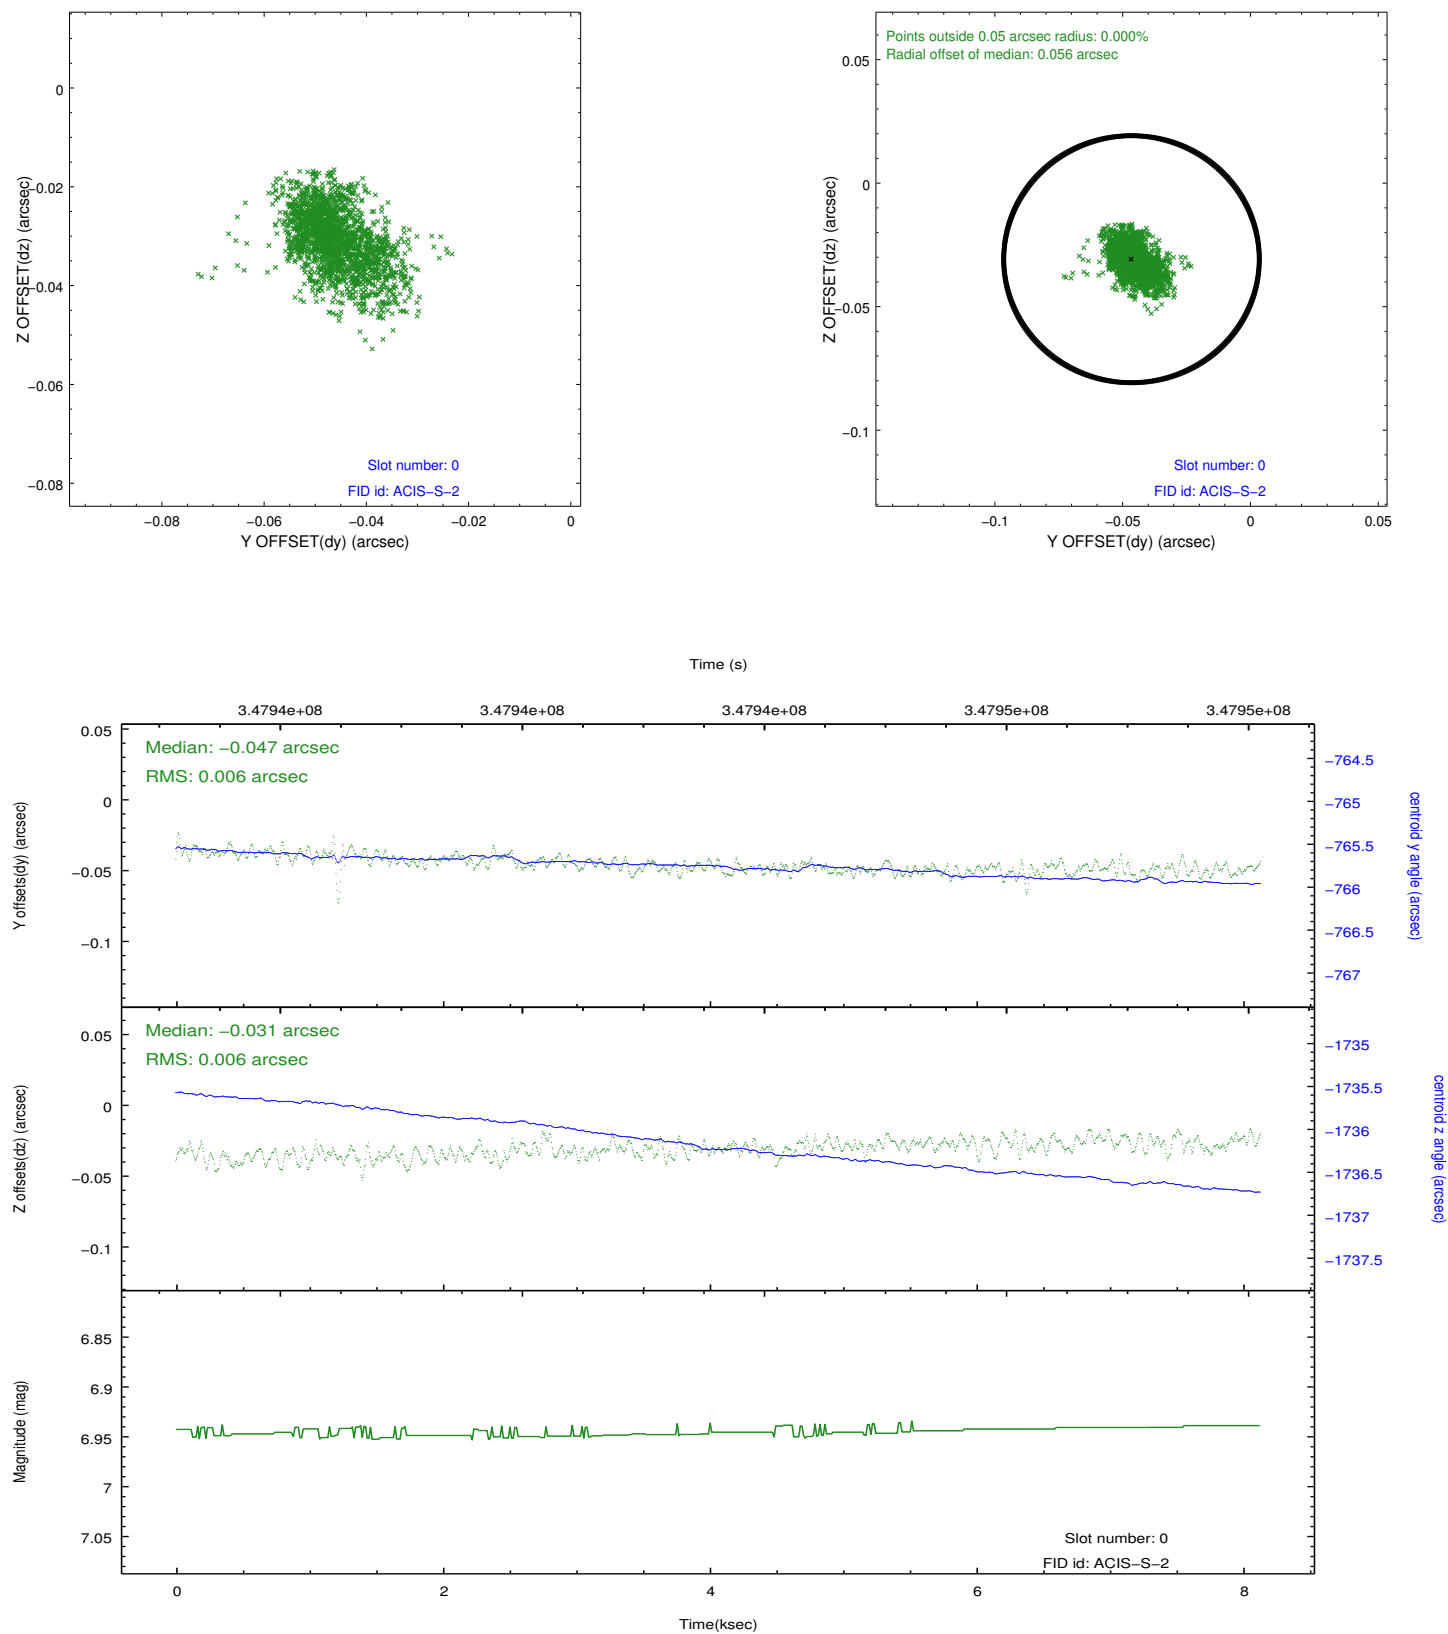 0
−0.02
−0.04
−0.06
−0.08
Z OFFSET(dz) (arcsec)
Slot number: 0
FID id: ACIS−S−2
−0.08
−0.06
−0.04
−0.02
0
Y OFFSET(dy) (arcsec)
Points outside 0.05 arcsec radius: 0.000%
Radial offset of median: 0.056 arcsec
0.05
0
−0.05
−0.1
Z OFFSET(dz) (arcsec)
Slot number: 0
FID id: ACIS−S−2
−0.1
−0.05
0
0.05
Y OFFSET(dy) (arcsec)
Time (s)
3.4794e+08
3.4794e+08
3.4794e+08
3.4795e+08
3.4795e+08
Median: −0.047 arcsec
RMS: 0.006 arcsec
0.05
0
−0.05
−0.1
Y offsets(dy) (arcsec)
−764.5
−765
−765.5
−766
−766.5
−767
centroid y angle (arcsec)
Median: −0.031 arcsec
RMS: 0.006 arcsec
0.05
0
−0.05
−0.1
Z offsets(dz) (arcsec)
−1735
−1735.5
−1736
−1736.5
−1737
−1737.5
centroid z angle (arcsec)
6.85
6.9
6.95
7
7.05
Magnitude (mag)
Slot number: 0
FID id: ACIS−S−2
0
2
4
6
8
Time(ksec)